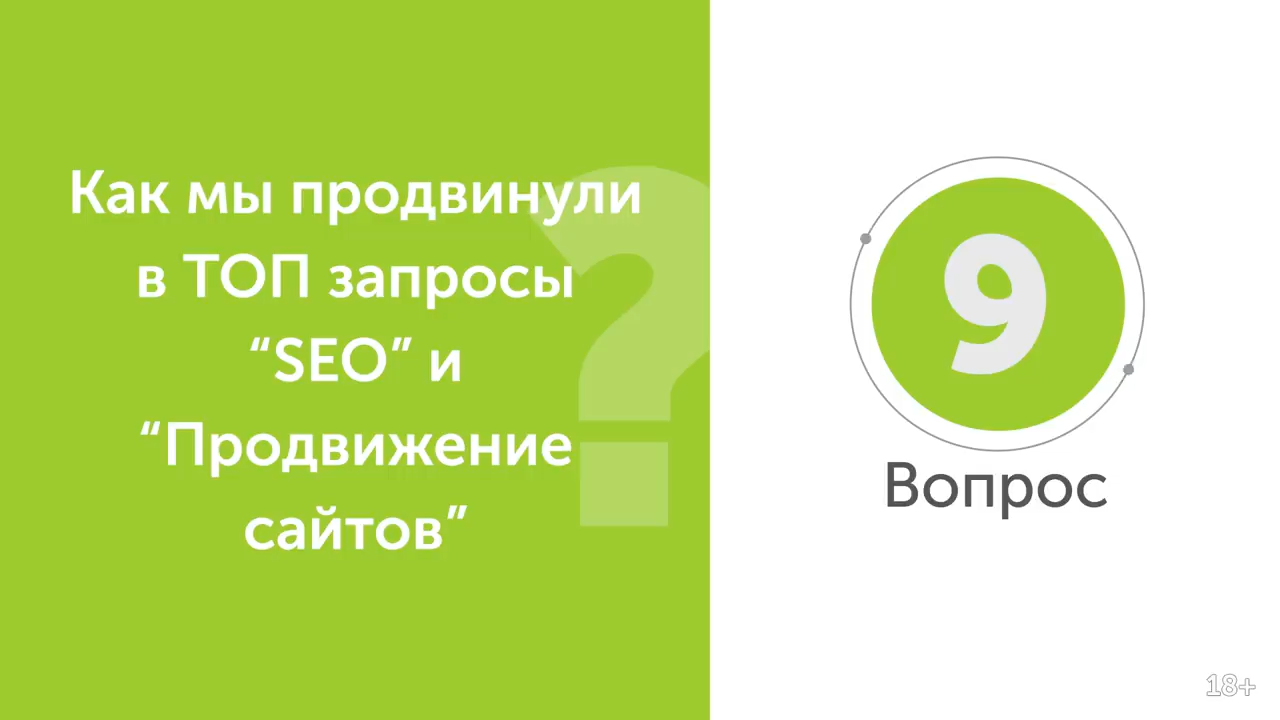 Как мы продвинули
в ТОП запросы
“SEO” и
“Продвижение
сайтов”
9
Вопрос
18+